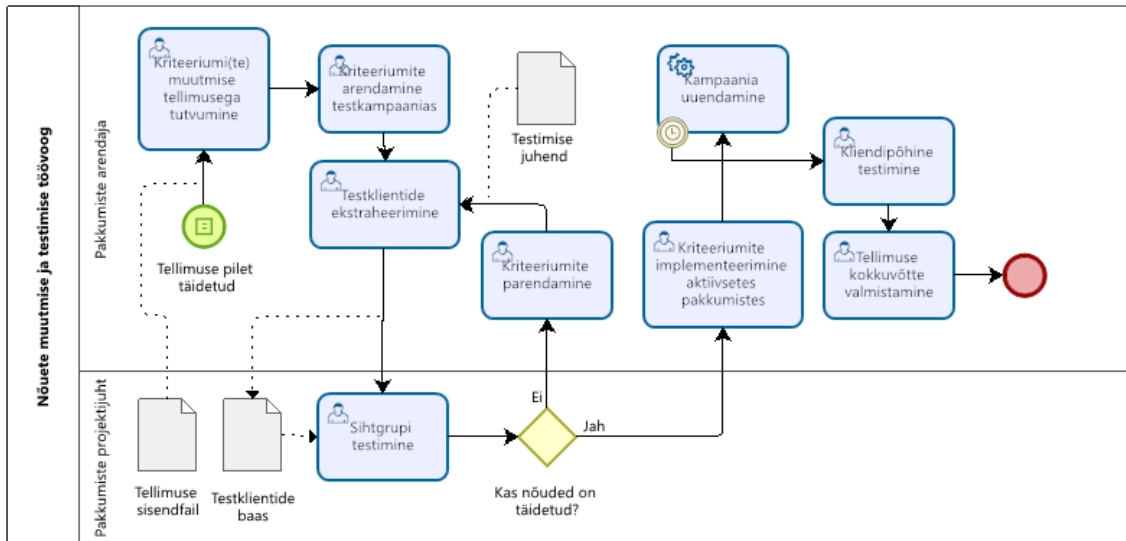 Nõuete muutmise ja testimise töövoog
Pakkumiste arendaja
Kriteeriumi(te)
muutmise
tellimusega
tutvumine
Kriteeriumite
arendamine
testkampaanias
Testimise
juhend
Kampaania
uuendamine
Kliendipõhine
testimine
Testklientide
ekstraheerimine
Tellimuse pilet
täidetud
Kriteeriumite
parendamine
Kriteeriumite
implementeerimine
aktiivsetes
pakkumistes
Tellimuse
kokkuvõtte
valmistamine
Pakkumiste projektijuht
Tellimuse
sisendfail
Testklientide
baas
Sihtgrupi
testimine
Ei
Jah
Kas nõuded on
täidetud?